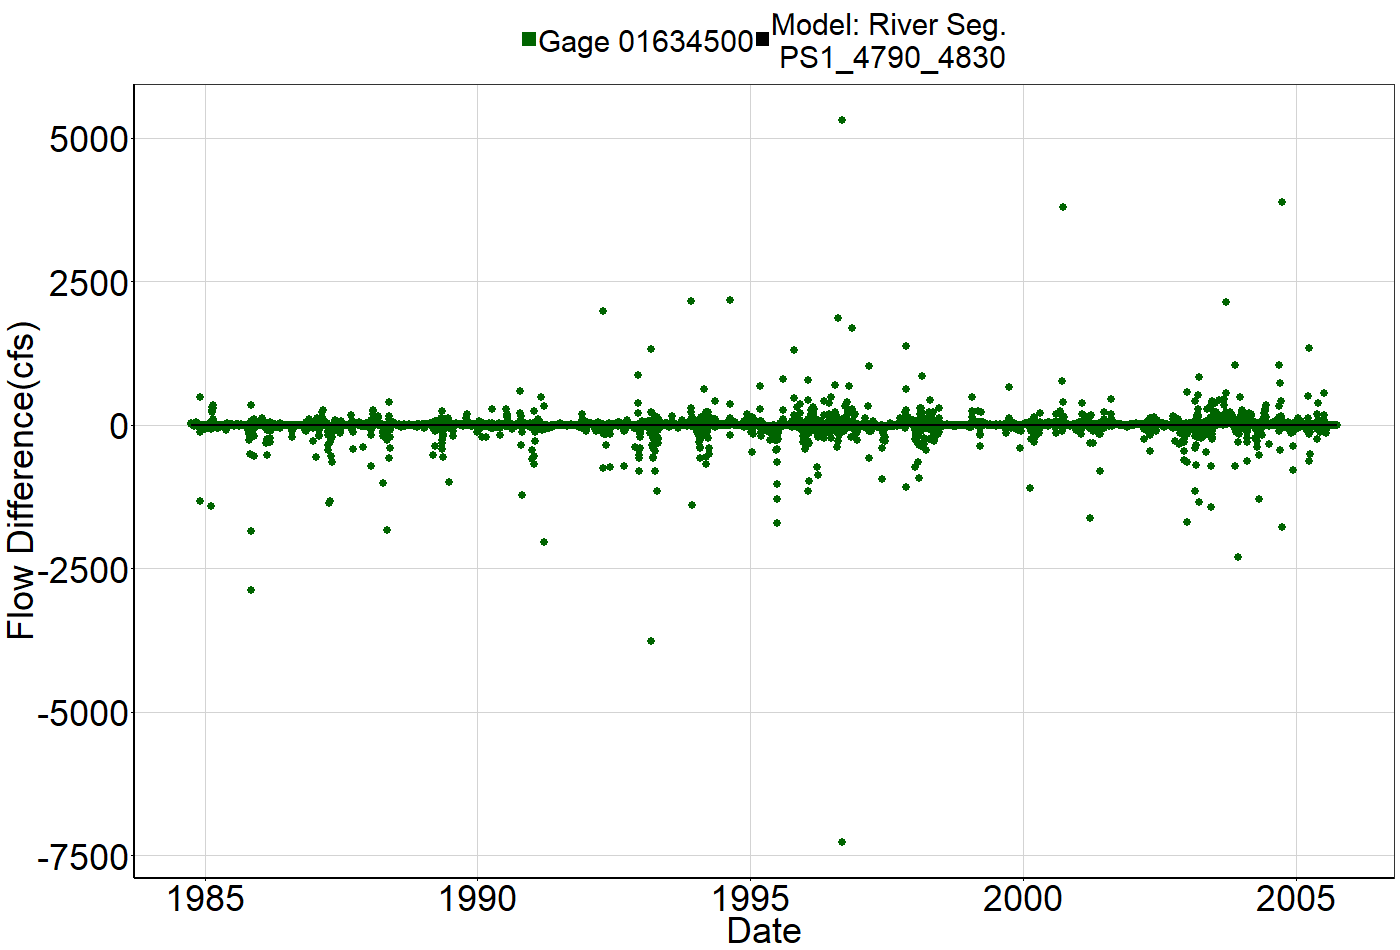 Gage 01634500
Model: River Seg.
PS1_4790_4830
Flow Difference(cfs)
5000
2500
0
-2500
-5000
-7500
1985 1990 1995 2000 2005
Date